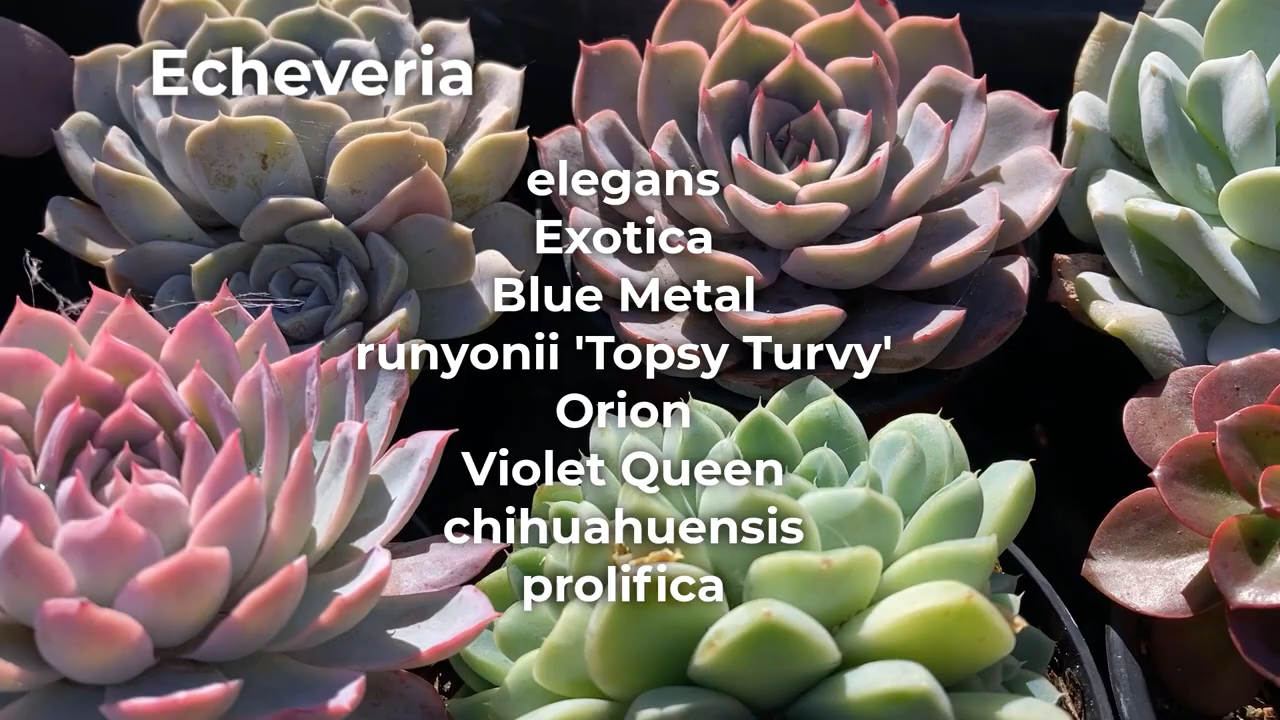 Echeveria
elegans
Exotica
Blue Metal
runyonii 'Topsy Turvy'
Orion
Violet Queen
chihuahuensis
prolifica